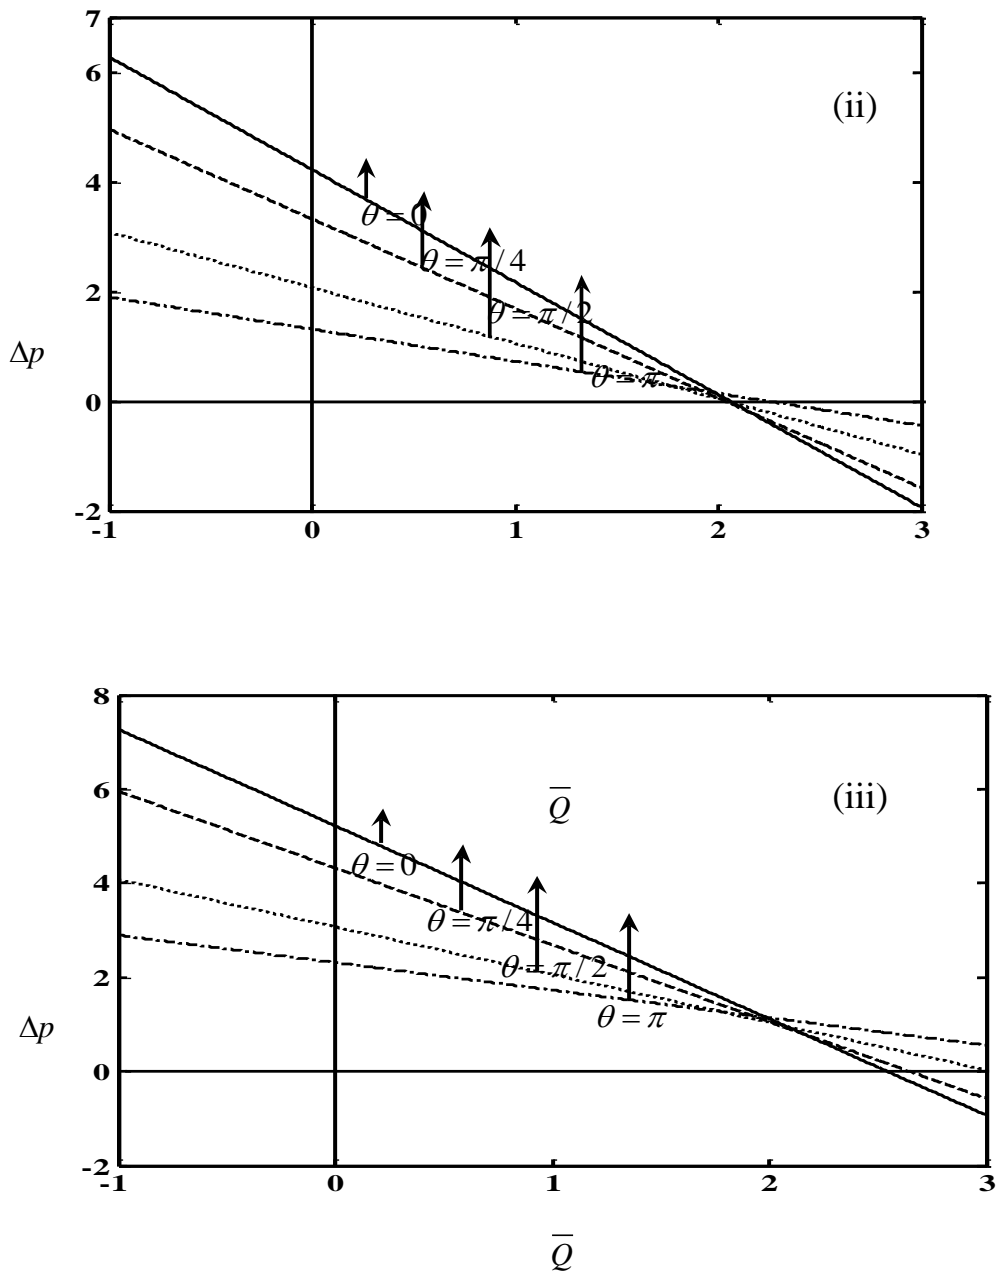 7
6
(ii)
4
θ = 0
θ = π / 4
2
θ = π / 2
Δp
θ = π
0
-2
-1 0 1 2 3
8
6
Q̅
(iii)
θ = 0
4
θ = π / 4
θ = π / 2
2
θ = π
Δp
0
-2
-1 0 1 2 3
Q̅